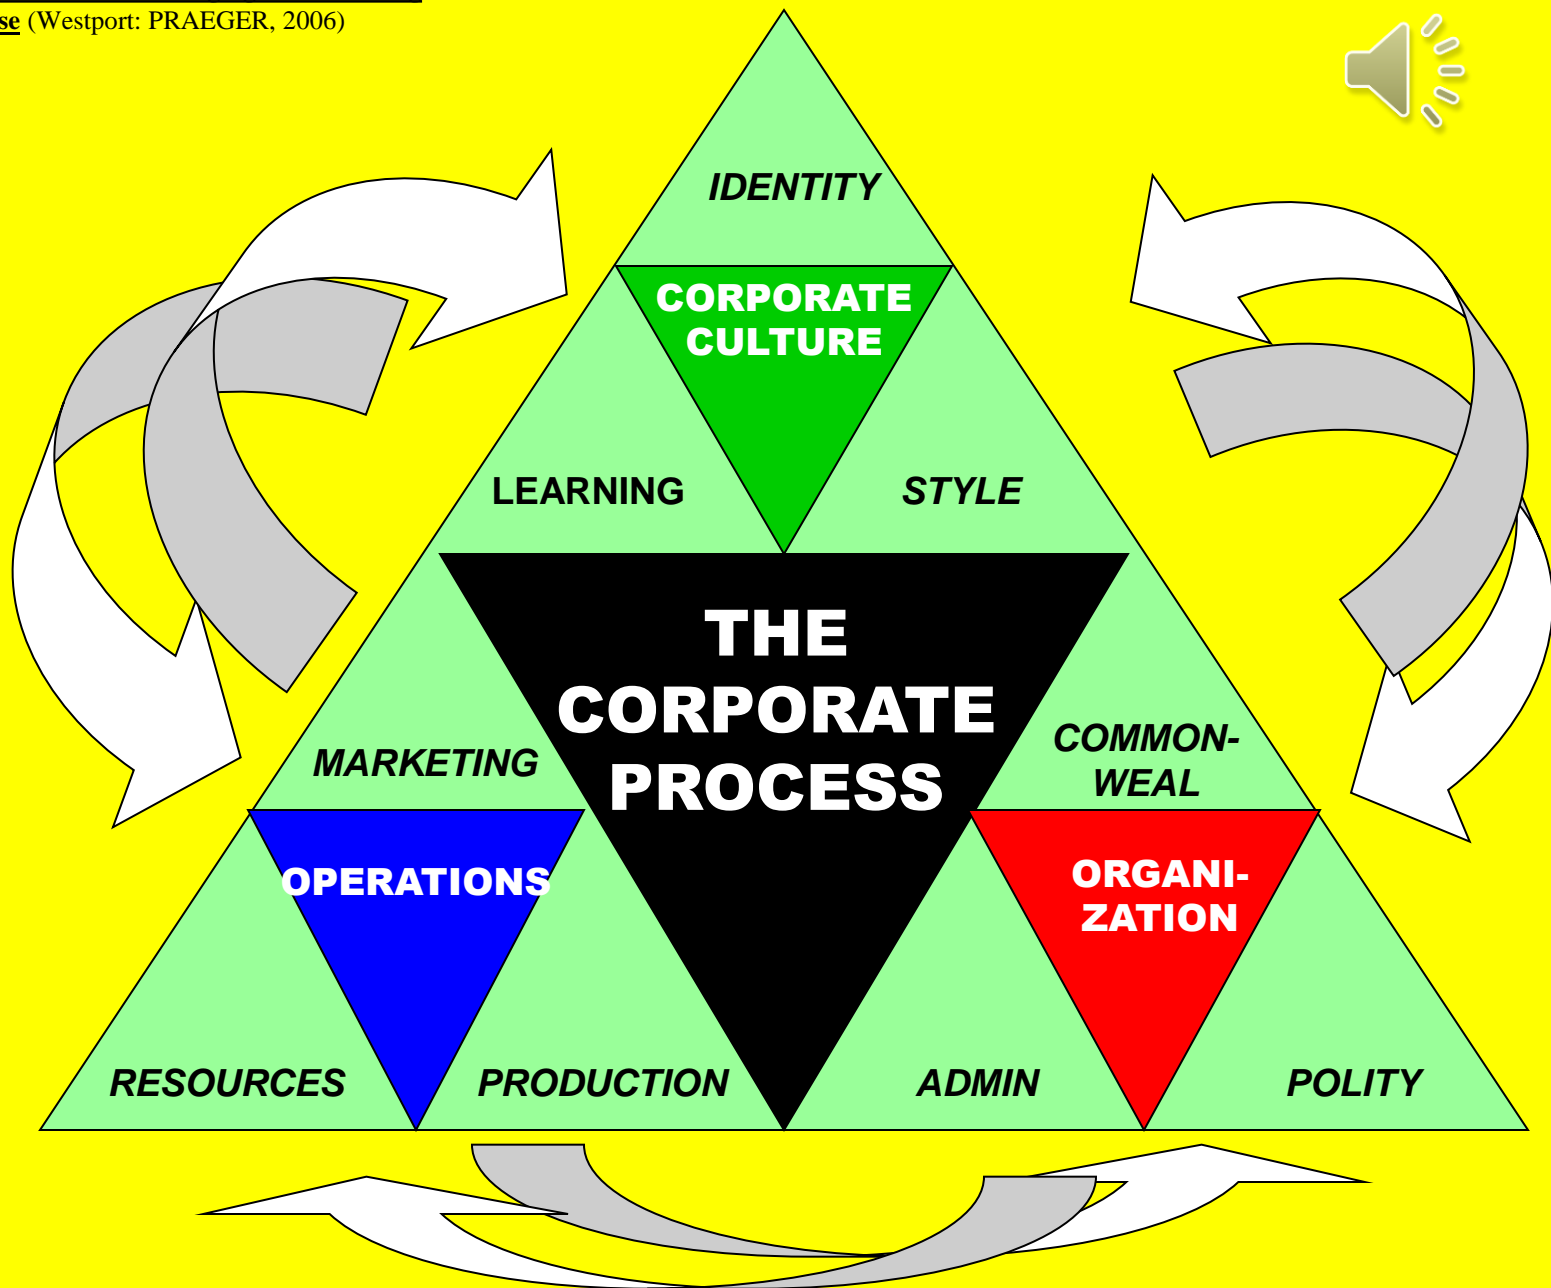 se (Westport: PRAEGER, 2006)
IDENTITY
CORPORATE
CULTURE
LEARNING
STYLE
THE
CORPORATE
PROCESS
MARKETING
COMMON-
WEAL
OPERATIONS
ORGANI-
ZATION
RESOURCES
PRODUCTION
ADMIN
POLITY